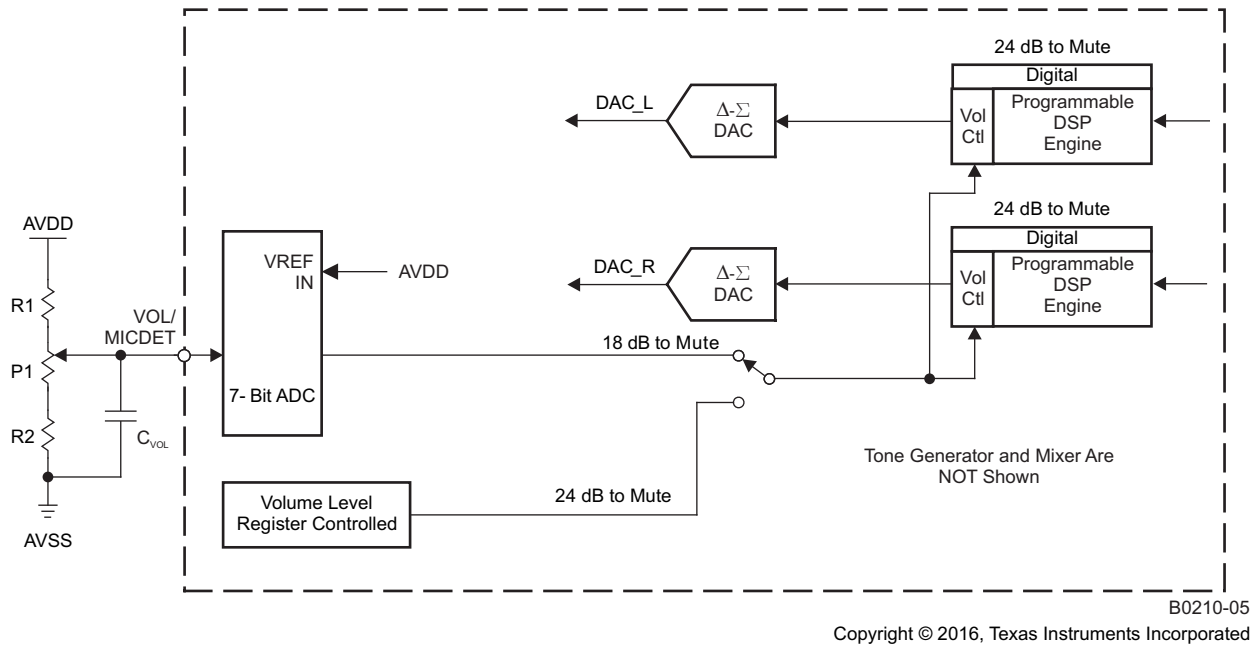 24 dB to Mute
Digital
Vol
Ctl
Programmable
DSP
Engine
Δ-Σ
DAC
DAC_L
24 dB to Mute
Digital
Vol
Ctl
Programmable
DSP
Engine
Δ-Σ
DAC
DAC_R
AVDD
R1
P1
R2
VOL/
MICDET
CVOL
AVSS
VREF
IN
AVDD
7- Bit ADC
18 dB to Mute
Volume Level
Register Controlled
24 dB to Mute
Tone Generator and Mixer Are
NOT Shown
B0210-05
Copyright © 2016, Texas Instruments Incorporated